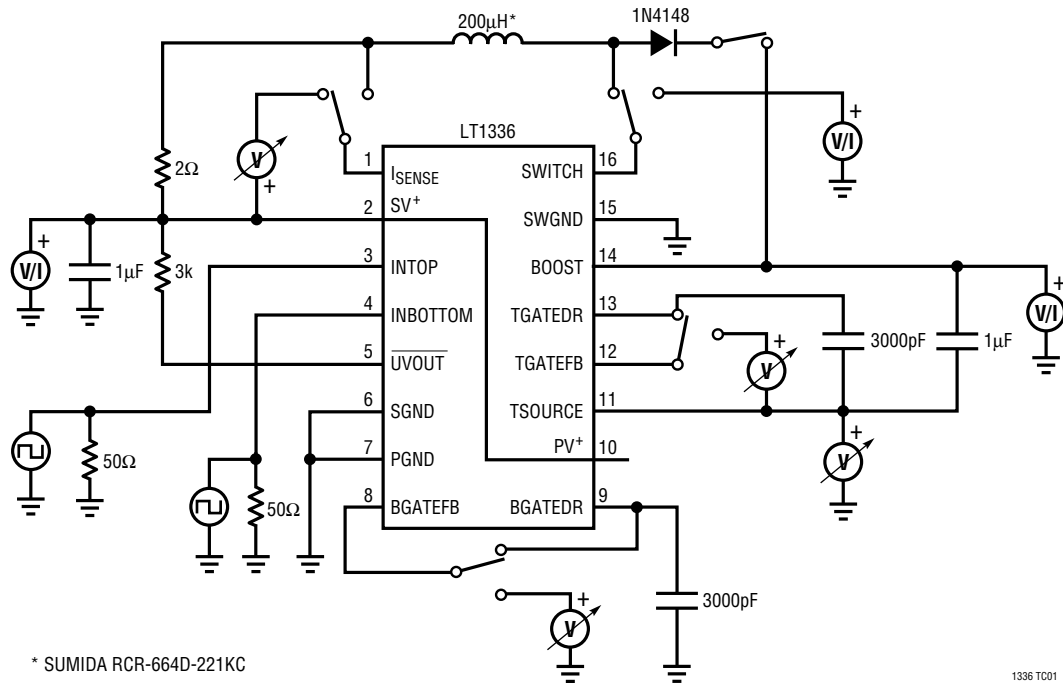 200µH*
1N4148
LT1336
V/I
+
V
+
2Ω
1
ISENSE
SWITCH
16
2
SV+
SWGND
15
+
V/I
1µF
3k
3
INTOP
BOOST
14
+
V/I
4
INBOTTOM
TGATEDR
13
3000pF
1µF
5
UVOUT
TGATEFB
12
+
V
6
SGND
TSOURCE
11
7
PGND
PV+
10
+
V
50Ω
50Ω
8
BGATEFB
BGATEDR
9
+
V
3000pF
* SUMIDA RCR-664D-221KC
1336 TC01